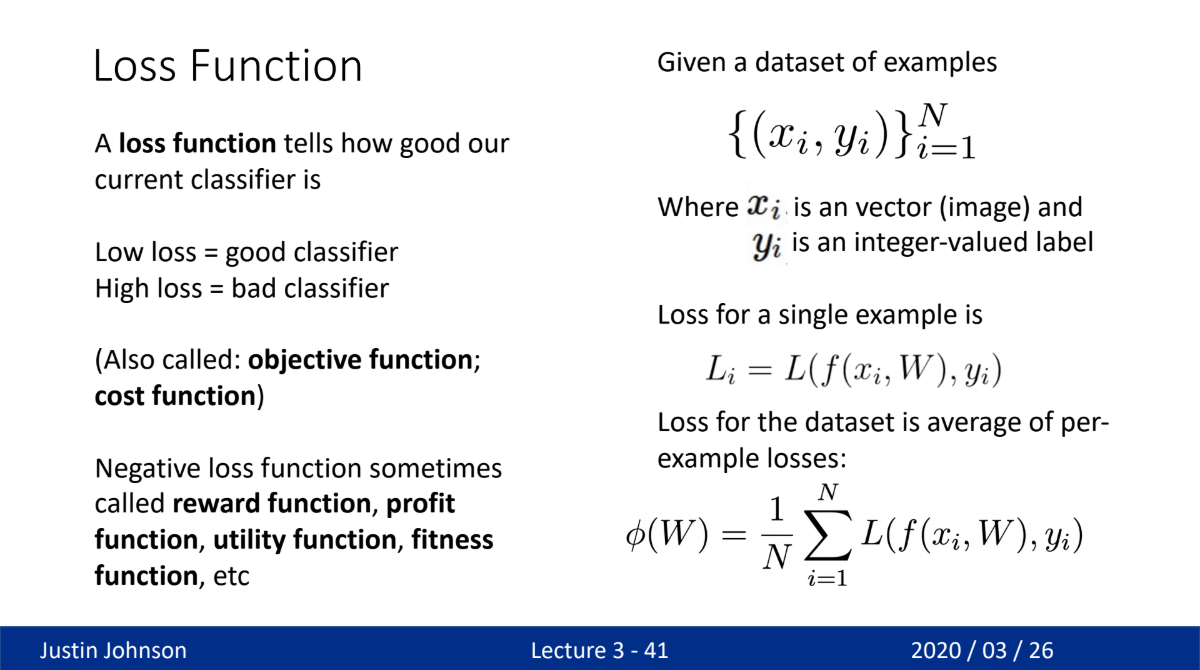 Loss Function
A loss function tells how good our
current classifier is
Low loss = good classifier
High loss = bad classifier
(Also called: objective function;
cost function)
Negative loss function sometimes
called reward function, profit
function, utility function, fitness
function, etc
Given a dataset of examples
{(x_i, y_i)}_{i=1}^N
Where x_i is an vector (image) and
y_i is an integer-valued label
Loss for a single example is
L_i = L(f(x_i, W), y_i)
Loss for the dataset is average of per-
example losses:
ϕ(W) = \frac{1}{N} \sum_{i=1}^{N} L(f(x_i, W), y_i)
Justin Johnson
Lecture 3 - 41
2020 / 03 / 26